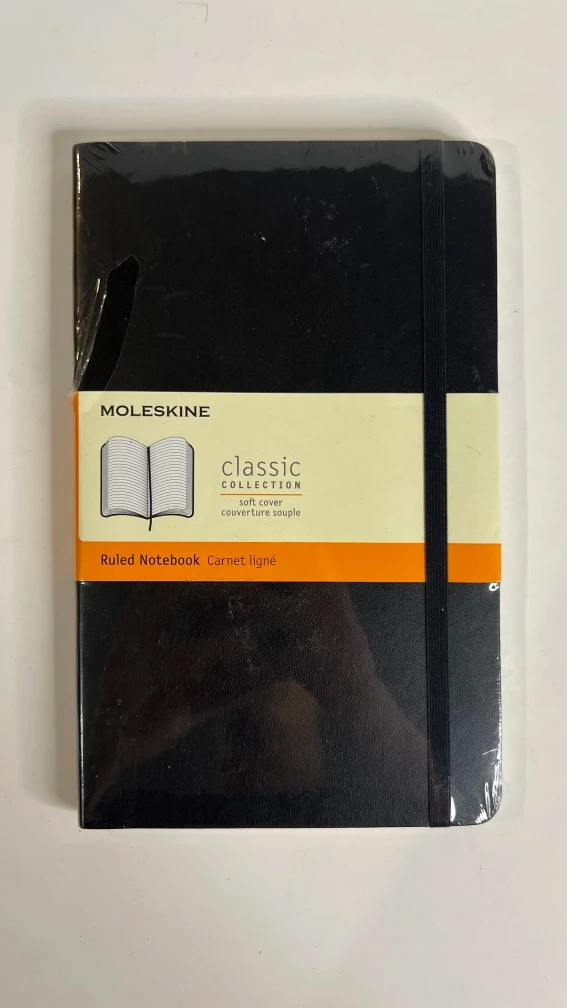 MOLESKINE
classic
COLLECTION
soft cover
couverture souple
Ruled Notebook Carnet ligné